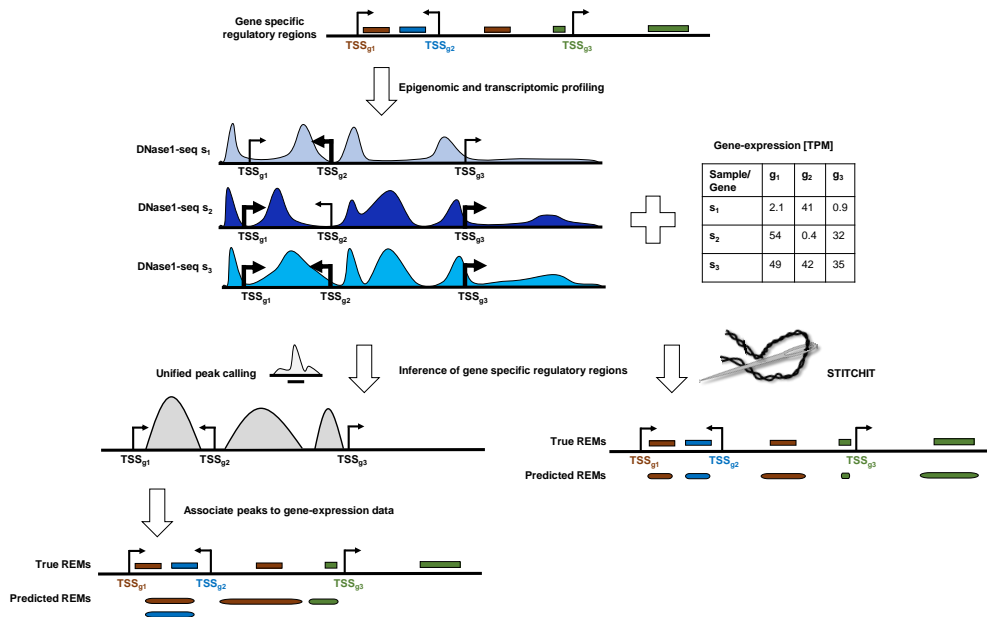 Gene specific
regulatory regions
TSSg1
TSSg2
TSSg3
Epigenomic and transcriptomic profiling
DNase1-seq s1
TSSg1
TSSg2
TSSg3
DNase1-seq s2
TSSg1
TSSg2
TSSg3
DNase1-seq s3
TSSg1
TSSg2
TSSg3
Gene-expression [TPM]
Sample/ Gene g1 g2 g3
s1 2.1 41 0.9
s2 54 0.4 32
s3 49 42 35
Unified peak calling
Inference of gene specific regulatory regions
STITCHIT
TSSg1
TSSg2
TSSg3
Associate peaks to gene-expression data
True REMs
TSSg1
TSSg2
TSSg3
Predicted REMs
True REMs
TSSg1
TSSg2
TSSg3
Predicted REMs